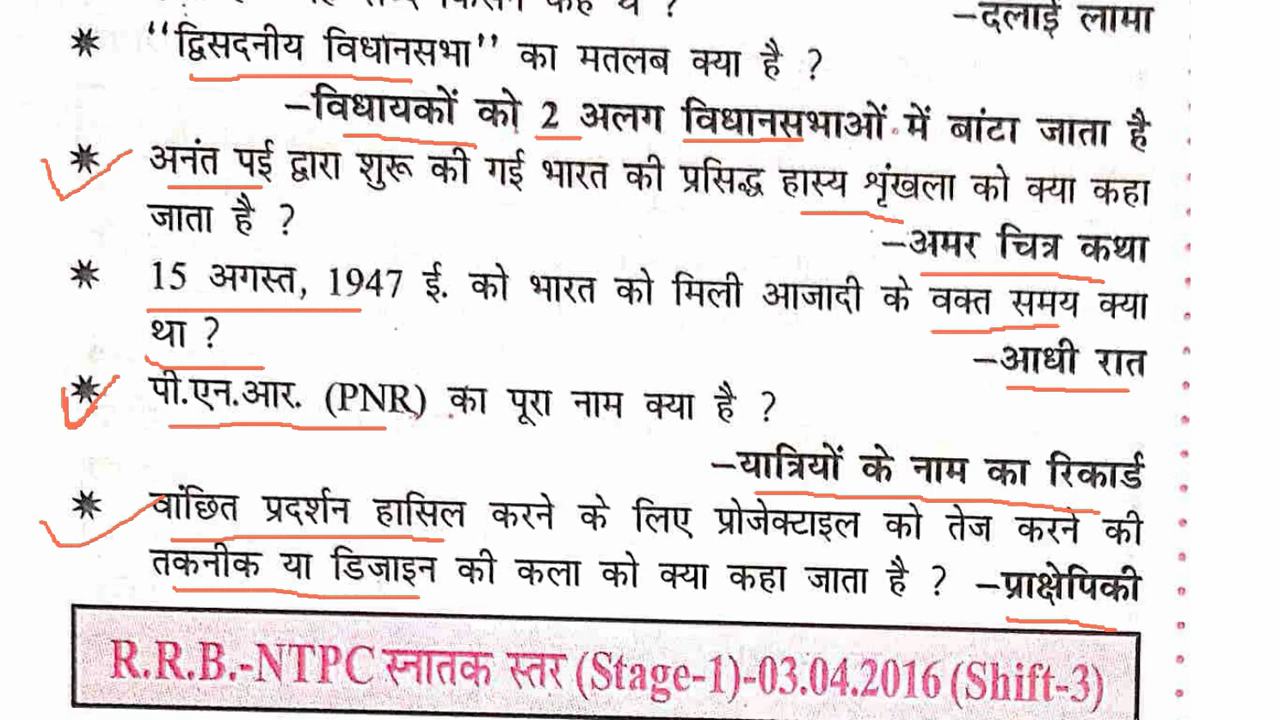 –दलाई लामा
* “द्विसदनीय विधानसभा” का मतलब क्या है ?
–विधायकों को 2 अलग विधानसभाओं में बांटा जाता है
* अनंत पई द्वारा शुरू की गई भारत की प्रसिद्ध हास्य शृंखला को क्या कहा
जाता है ?
–अमर चित्र कथा
* 15 अगस्त, 1947 ई. को भारत को मिली आजादी के वक्त समय क्या
था ?
–आधी रात
* पी.एन.आर. (PNR) का पूरा नाम क्या है ?
–यात्रियों के नाम का रिकार्ड
* वांछित प्रदर्शन हासिल करने के लिए प्रोजेक्टाइल को तेज करने की
तकनीक या डिजाइन की कला को क्या कहा जाता है ? –प्राक्षेपिकी
R.R.B.-NTPC स्नातक स्तर (Stage-1)-03.04.2016 (Shift-3)